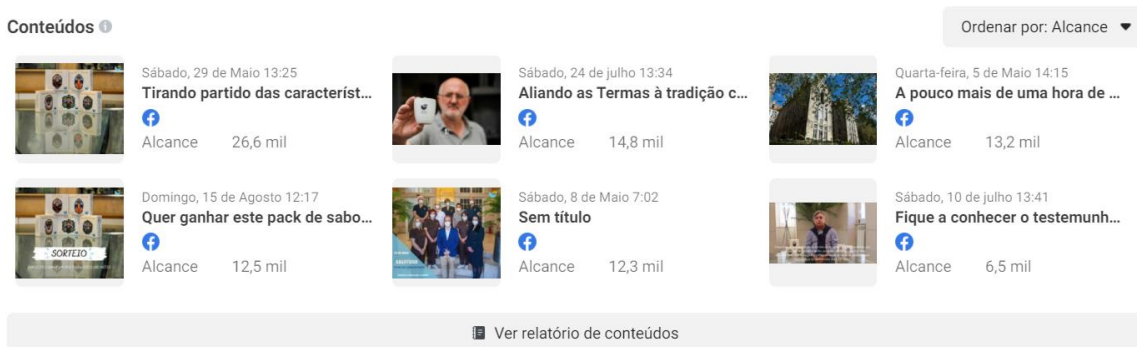 Conteúdos
Ordenar por: Alcance
Sábado, 29 de Maio 13:25
Tirando partido das característ...
Alcance 26,6 mil
Sábado, 24 de julho 13:34
Aliando as Termas à tradição c...
Alcance 14,8 mil
Quarta-feira, 5 de Maio 14:15
A pouco mais de uma hora de ...
Alcance 13,2 mil
Domingo, 15 de Agosto 12:17
Quer ganhar este pack de sabo...
Alcance 12,5 mil
SORTEIO
Sábado, 8 de Maio 7:02
Sem título
Alcance 12,3 mil
Sábado, 10 de julho 13:41
Fique a conhecer o testemunh...
Alcance 6,5 mil
Ver relatório de conteúdos